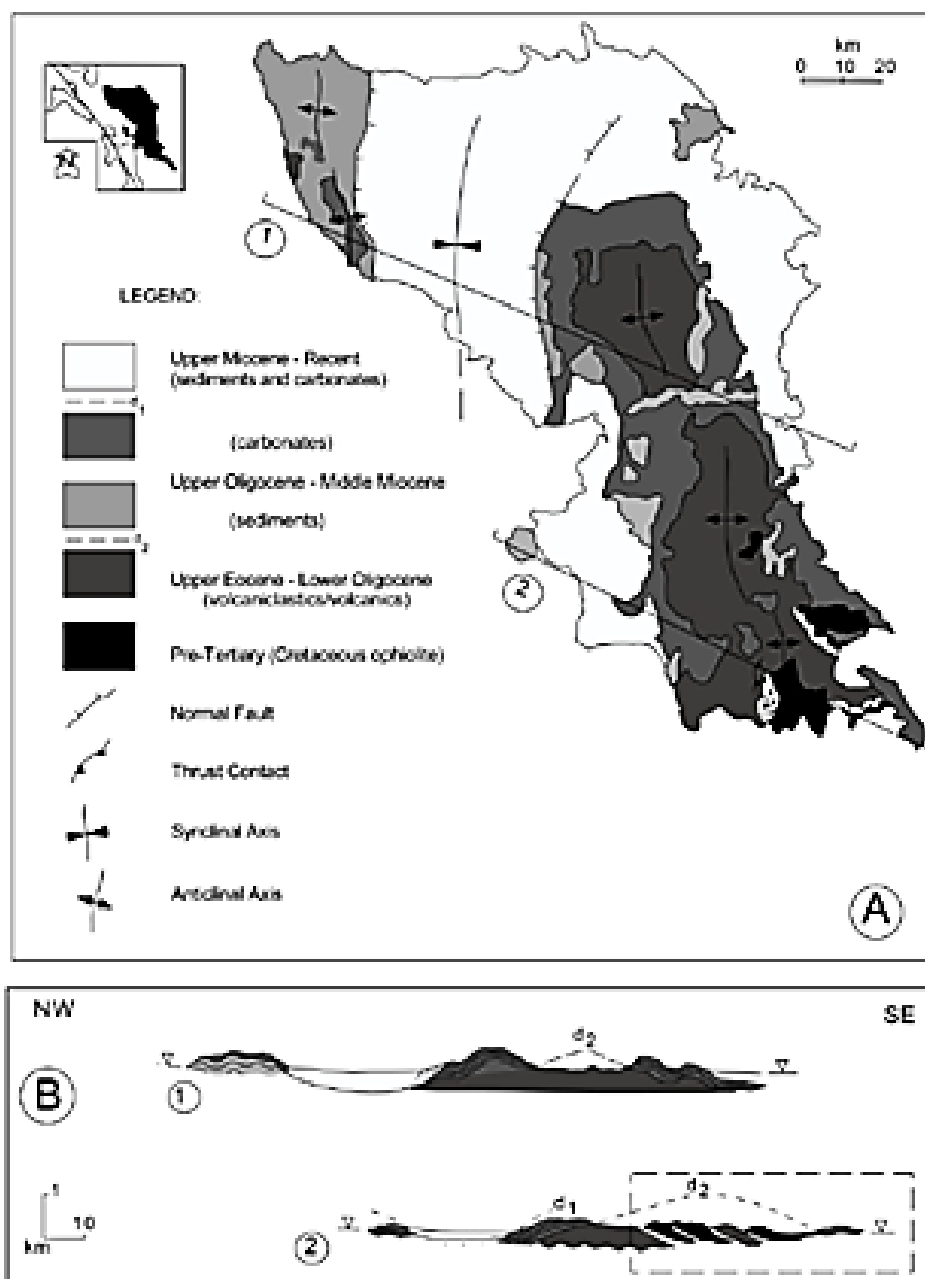 km
0 10 20
N
1
LEGEND:
Upper Miocene - Recent
(sediments and carbonates)
d1
(carbonates)
Upper Oligocene - Middle Miocene
(sediments)
d2
2
Upper Eocene - Lower Oligocene
(volcaniclastics/volcanics)
Pre-Tertiary (Cretaceous ophiolite)
Normal Fault
Thrust Contact
Synclinal Axis
Anticlinal Axis
A
NW
SE
d2
B
1
1
10
km
d1
d2
2